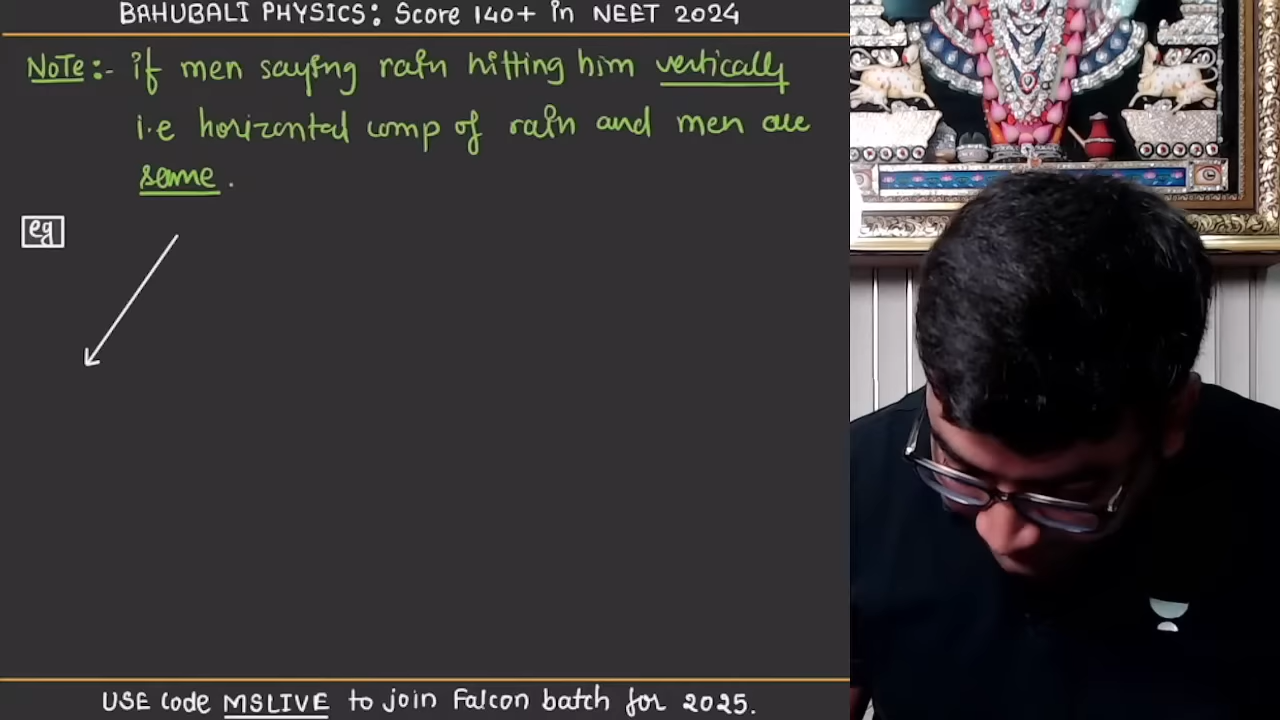 BAHUBALI PHYSICS: Score 140+ in NEET 2024
NOTE:- if men saying rain hitting him vertically
i.e horizontal comp of rain and men are
same.
eg
USE Code MSLIVE to join Falcon batch for 2025.